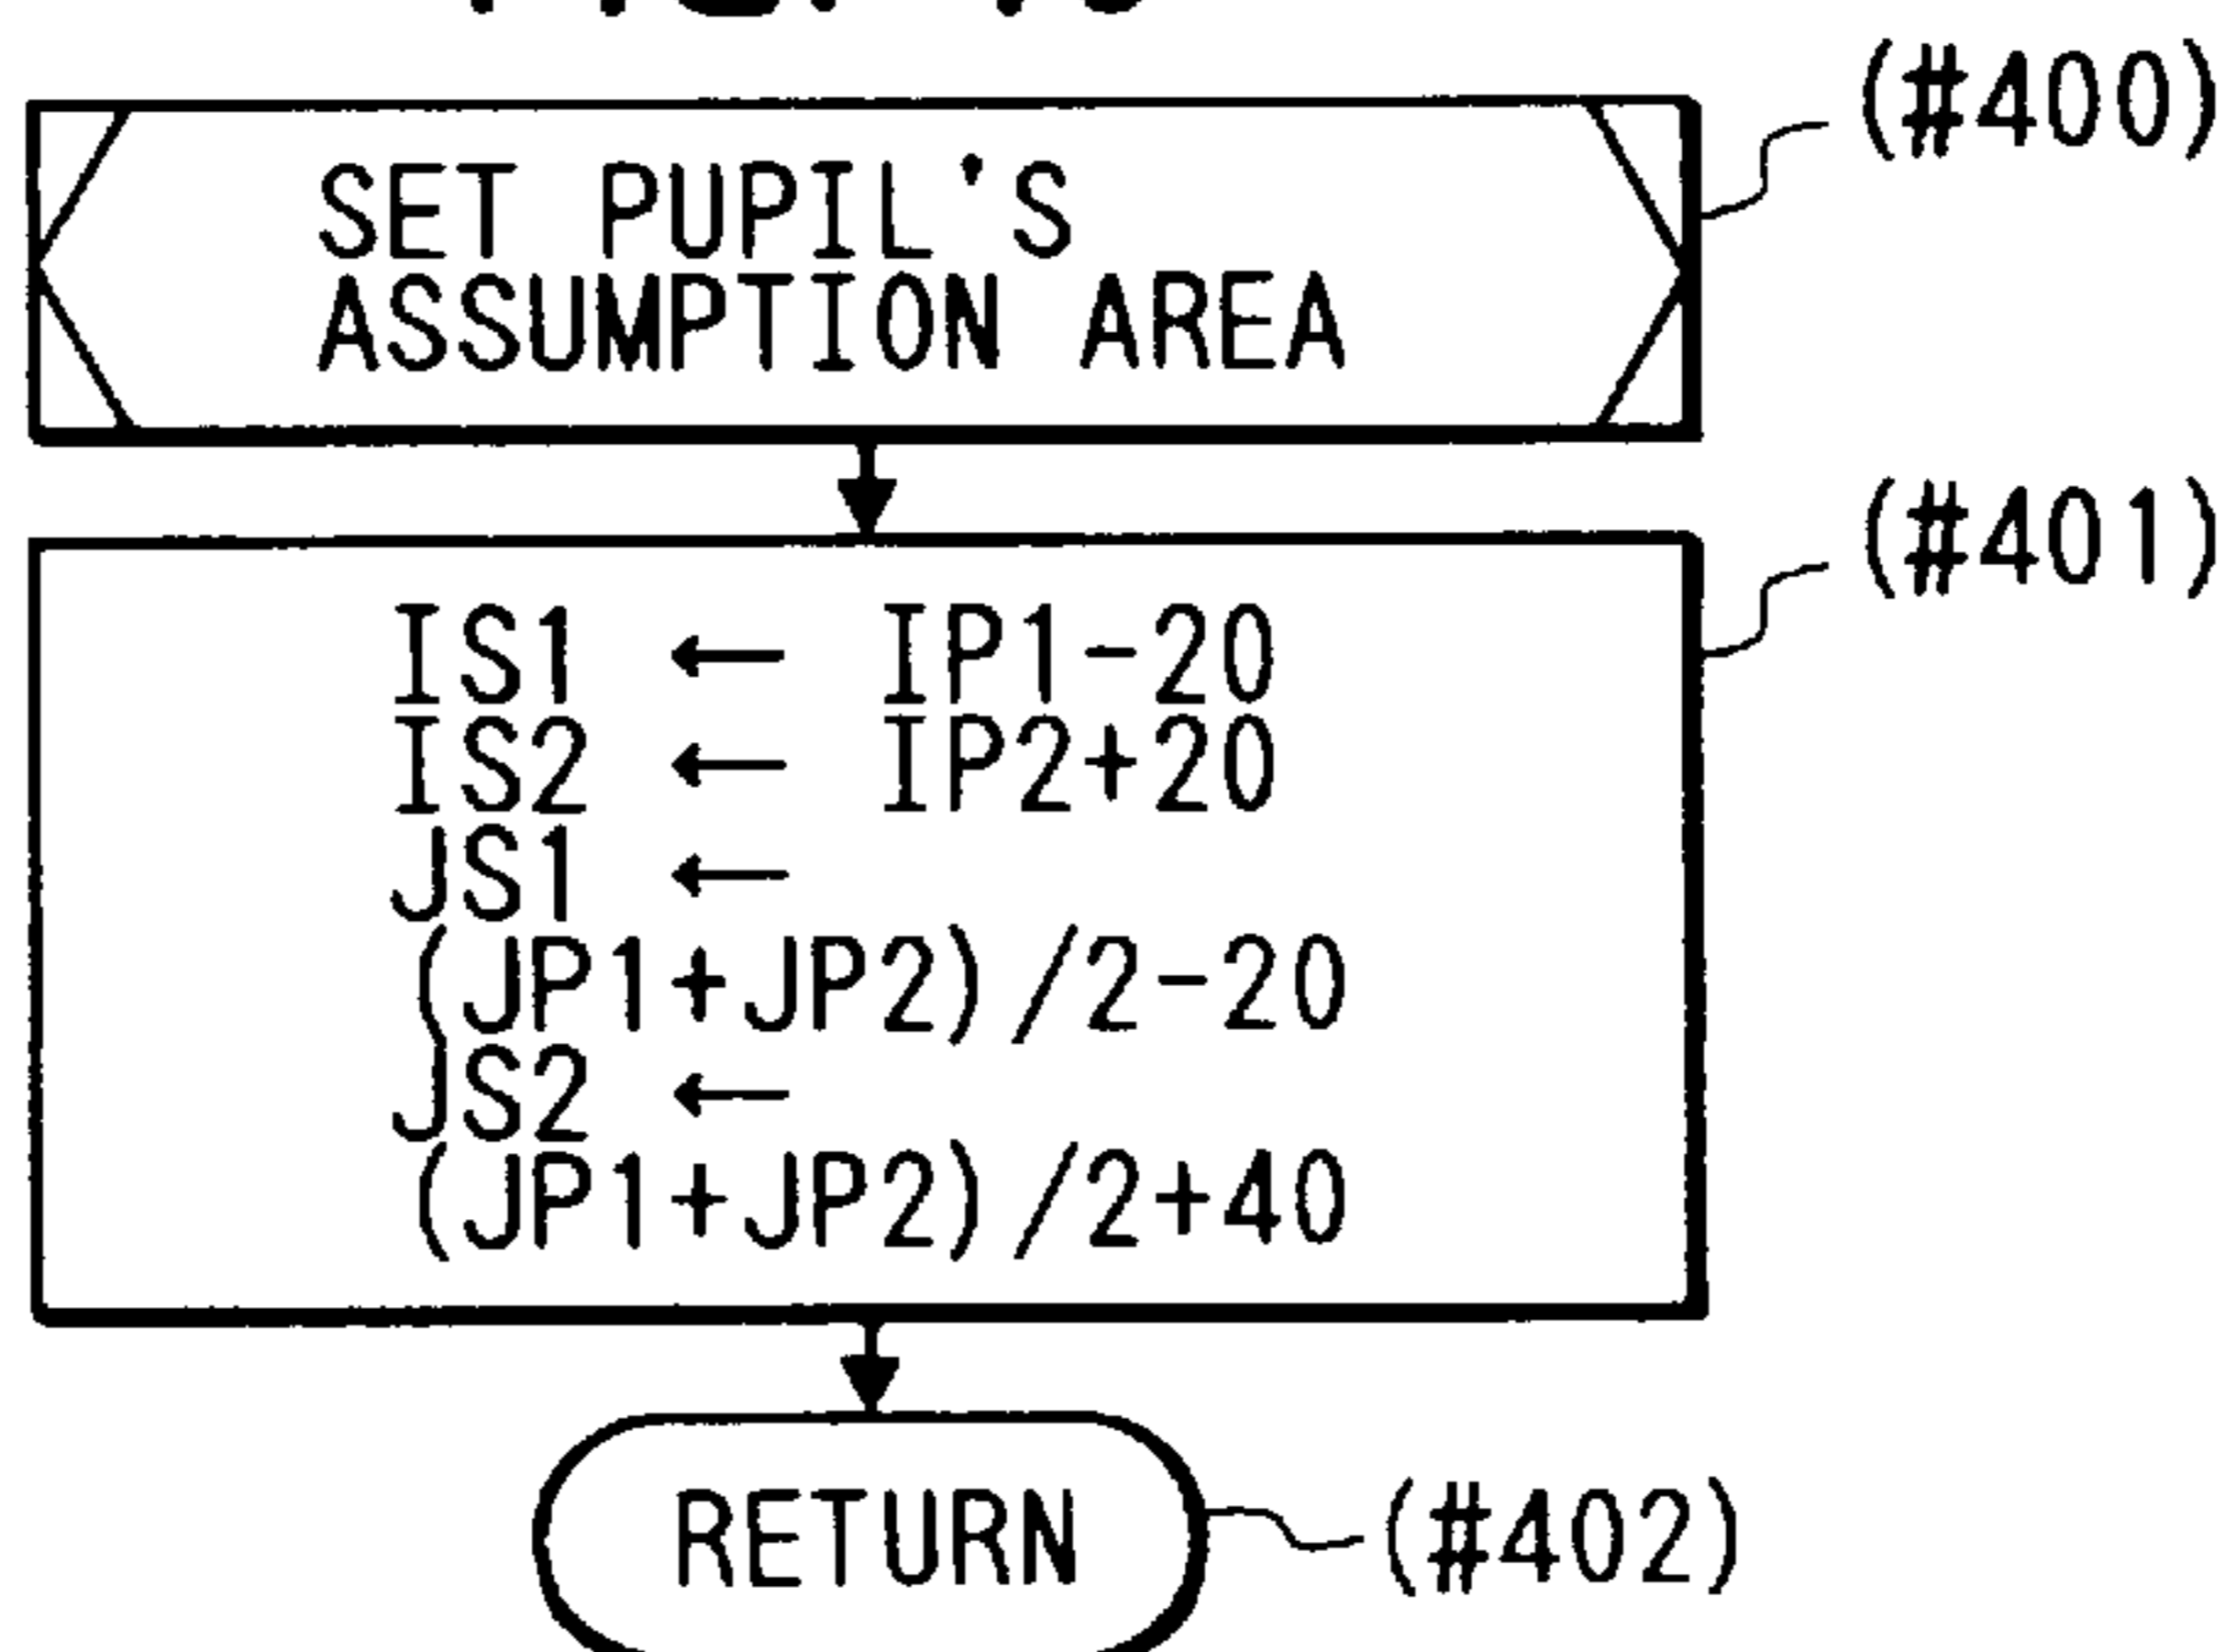 (#400)
SET PUPIL'S
ASSUMPTION AREA
(#401)
IS1 ← IP1-20
IS2 ← IP2+20
JS1 ←
(JP1+JP2)/2-20
JS2 ←
(JP1+JP2)/2+40
RETURN (#402)